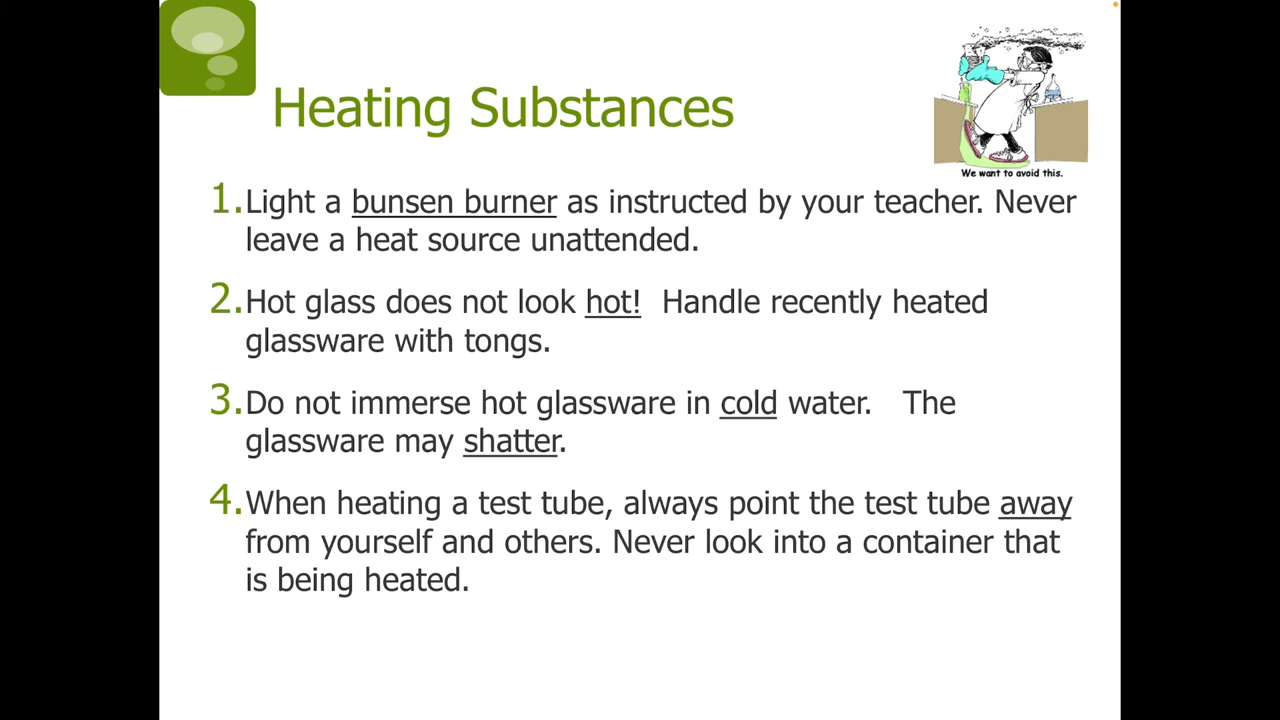 Heating Substances
We want to avoid this.
1.Light a bunsen burner as instructed by your teacher. Never
leave a heat source unattended.
2.Hot glass does not look hot!  Handle recently heated
glassware with tongs.
3.Do not immerse hot glassware in cold water.   The
glassware may shatter.
4.When heating a test tube, always point the test tube away
from yourself and others. Never look into a container that
is being heated.